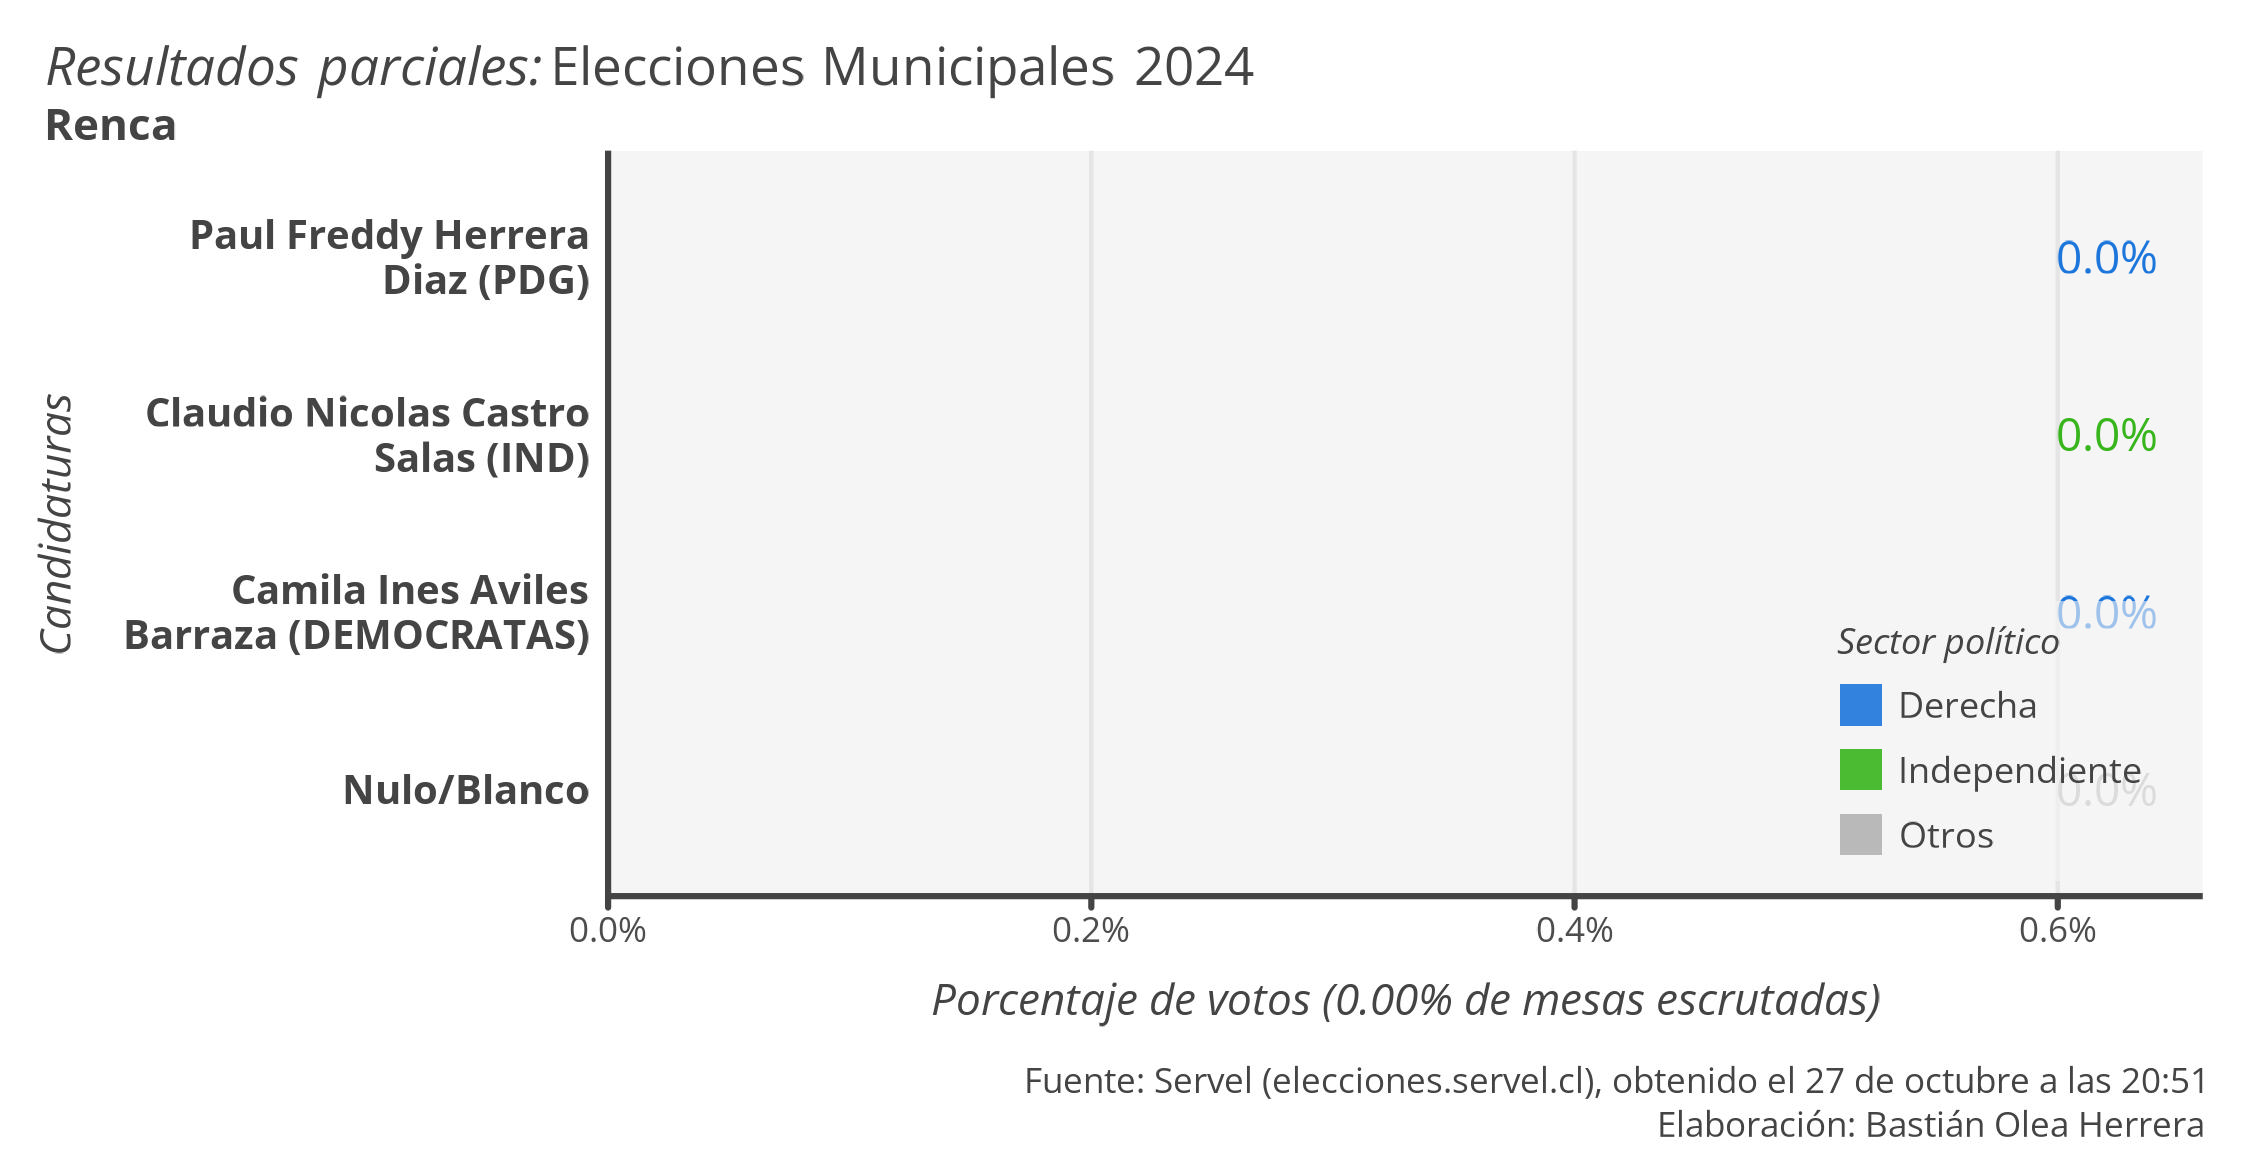 Resultados parciales: Elecciones Municipales 2024
Renca
Candidaturas
Paul Freddy Herrera
Diaz (PDG)
0.0%
Claudio Nicolas Castro
Salas (IND)
0.0%
Camila Ines Aviles
Barraza (DEMOCRATAS)
0.0%
Nulo/Blanco
0.0%
Sector político
Derecha
Independiente
Otros
0.0%
0.2%
0.4%
0.6%
Porcentaje de votos (0.00% de mesas escrutadas)
Fuente: Servel (elecciones.servel.cl), obtenido el 27 de octubre a las 20:51
Elaboración: Bastián Olea Herrera